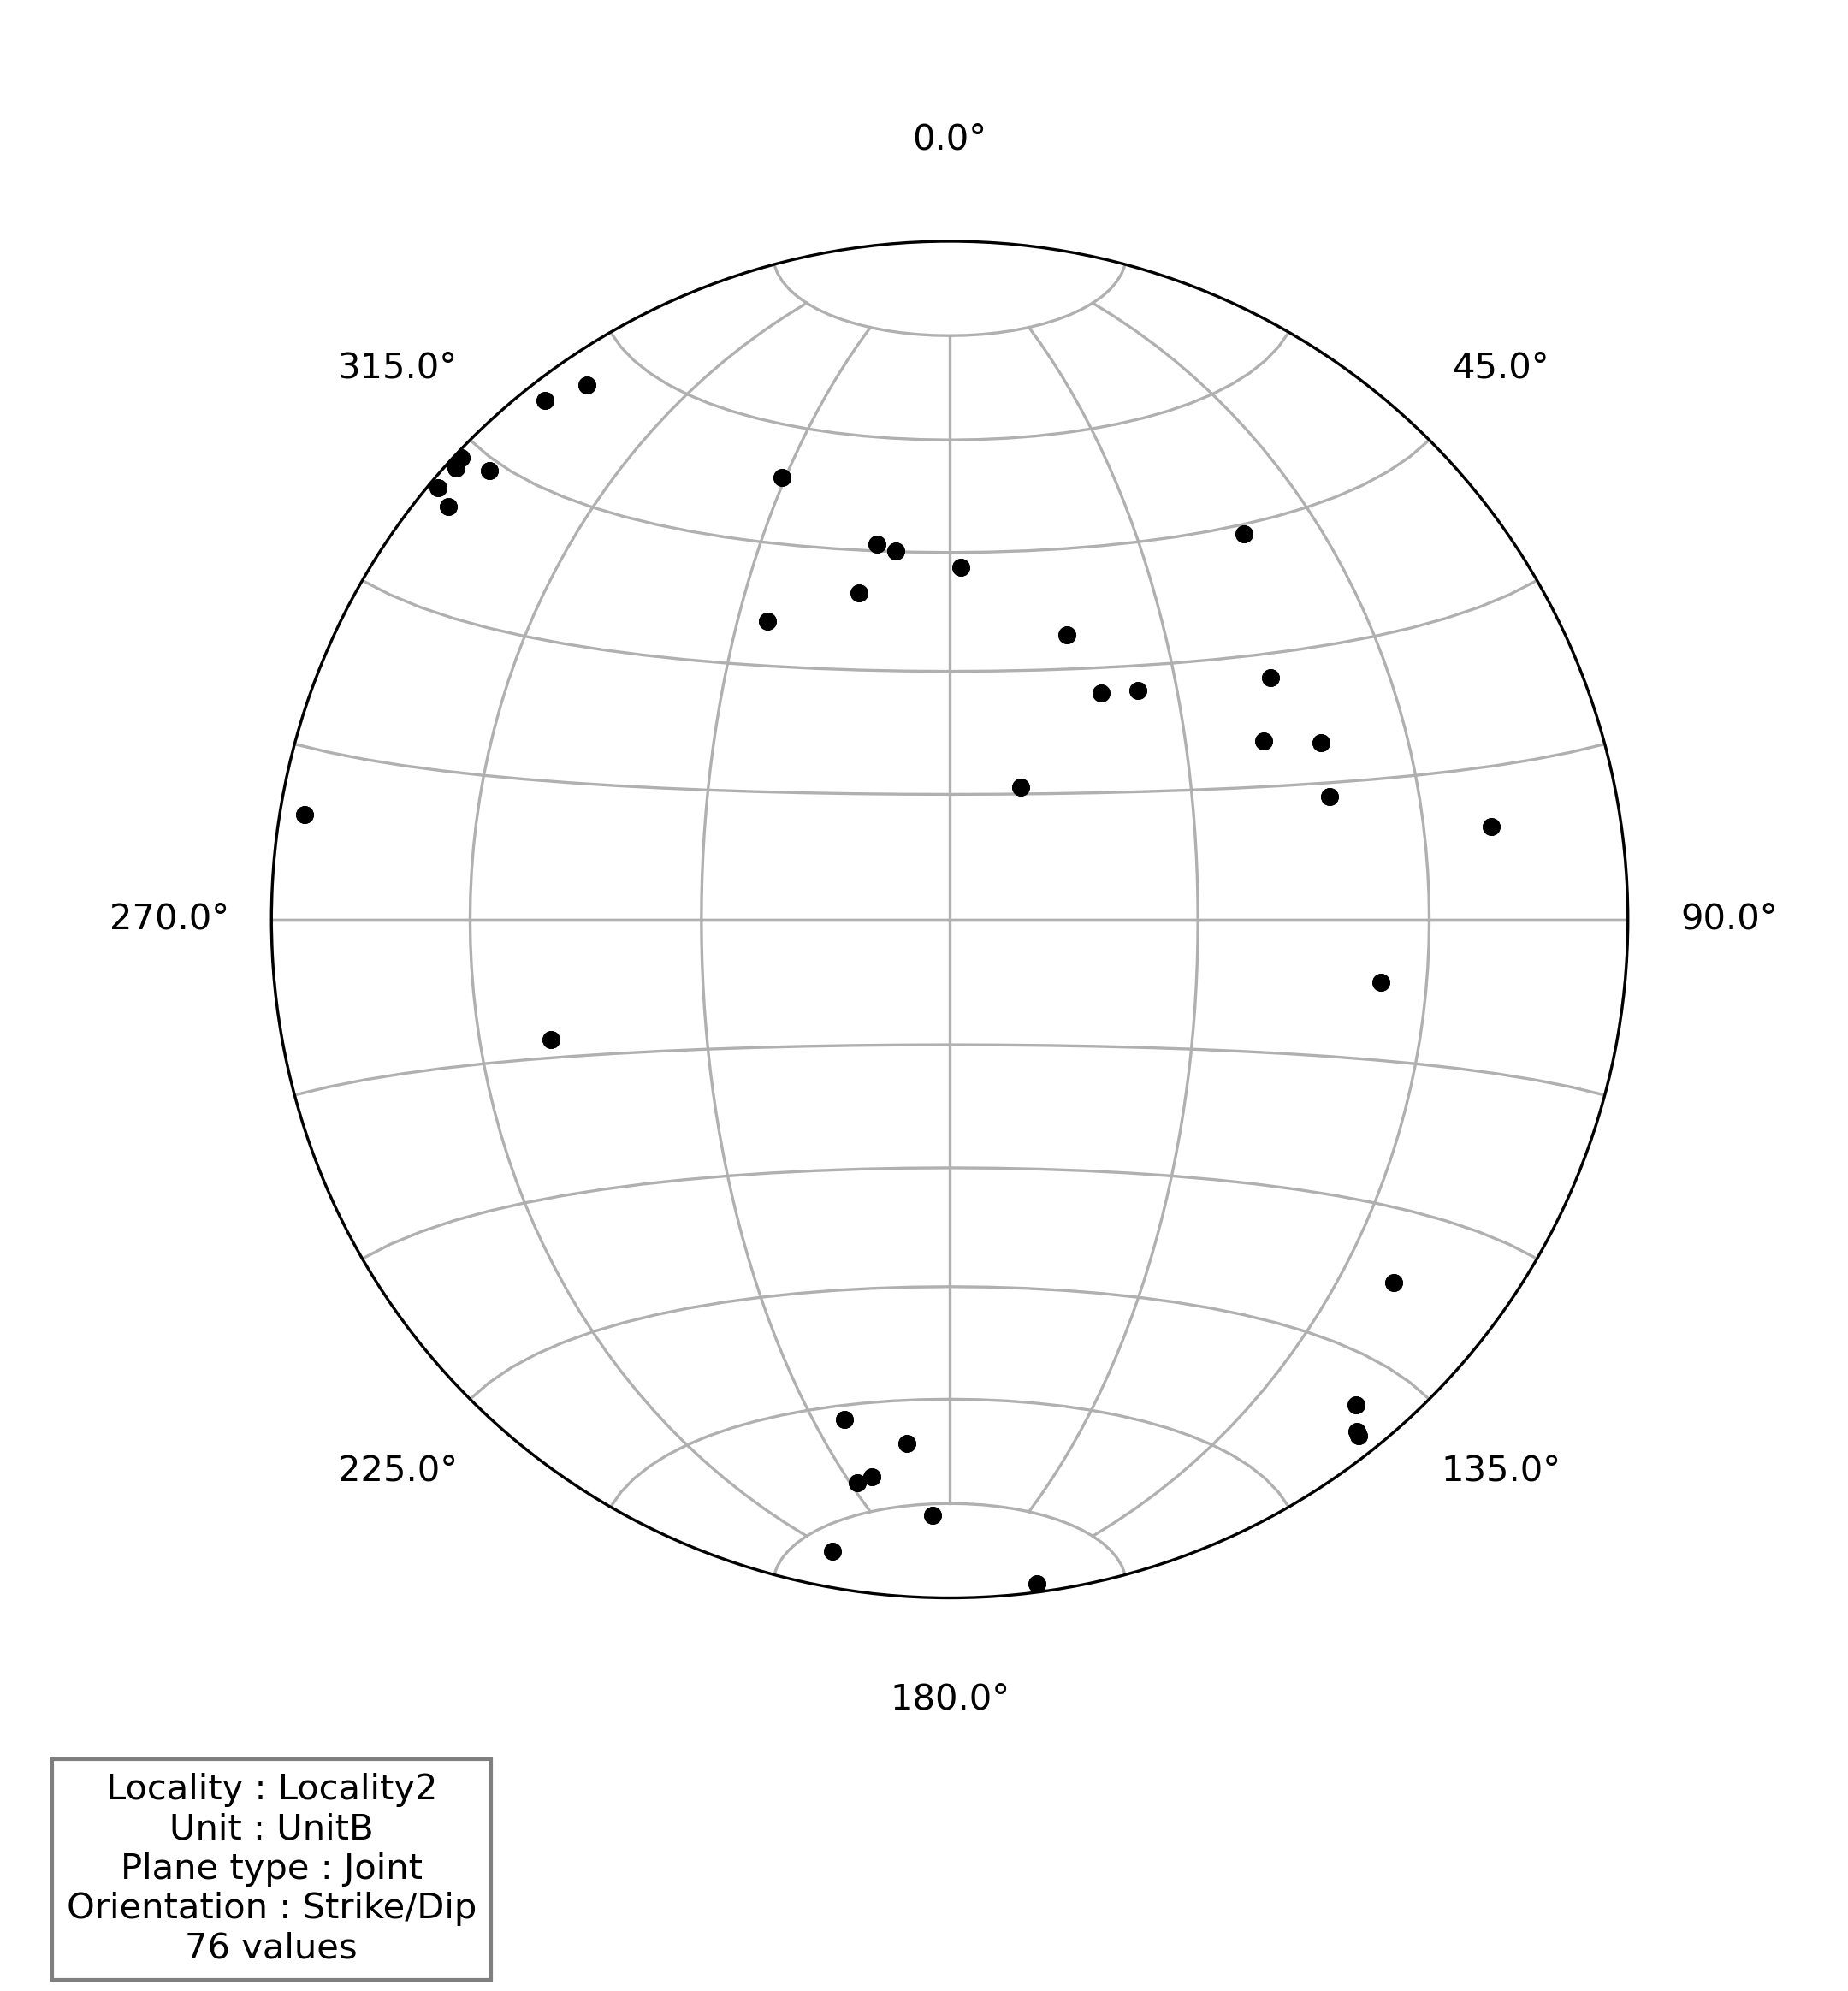 0.0°
315.0°
45.0°
270.0°
90.0°
225.0°
135.0°
180.0°
Locality : Locality2
Unit : UnitB
Plane type : Joint
Orientation : Strike/Dip
76 values